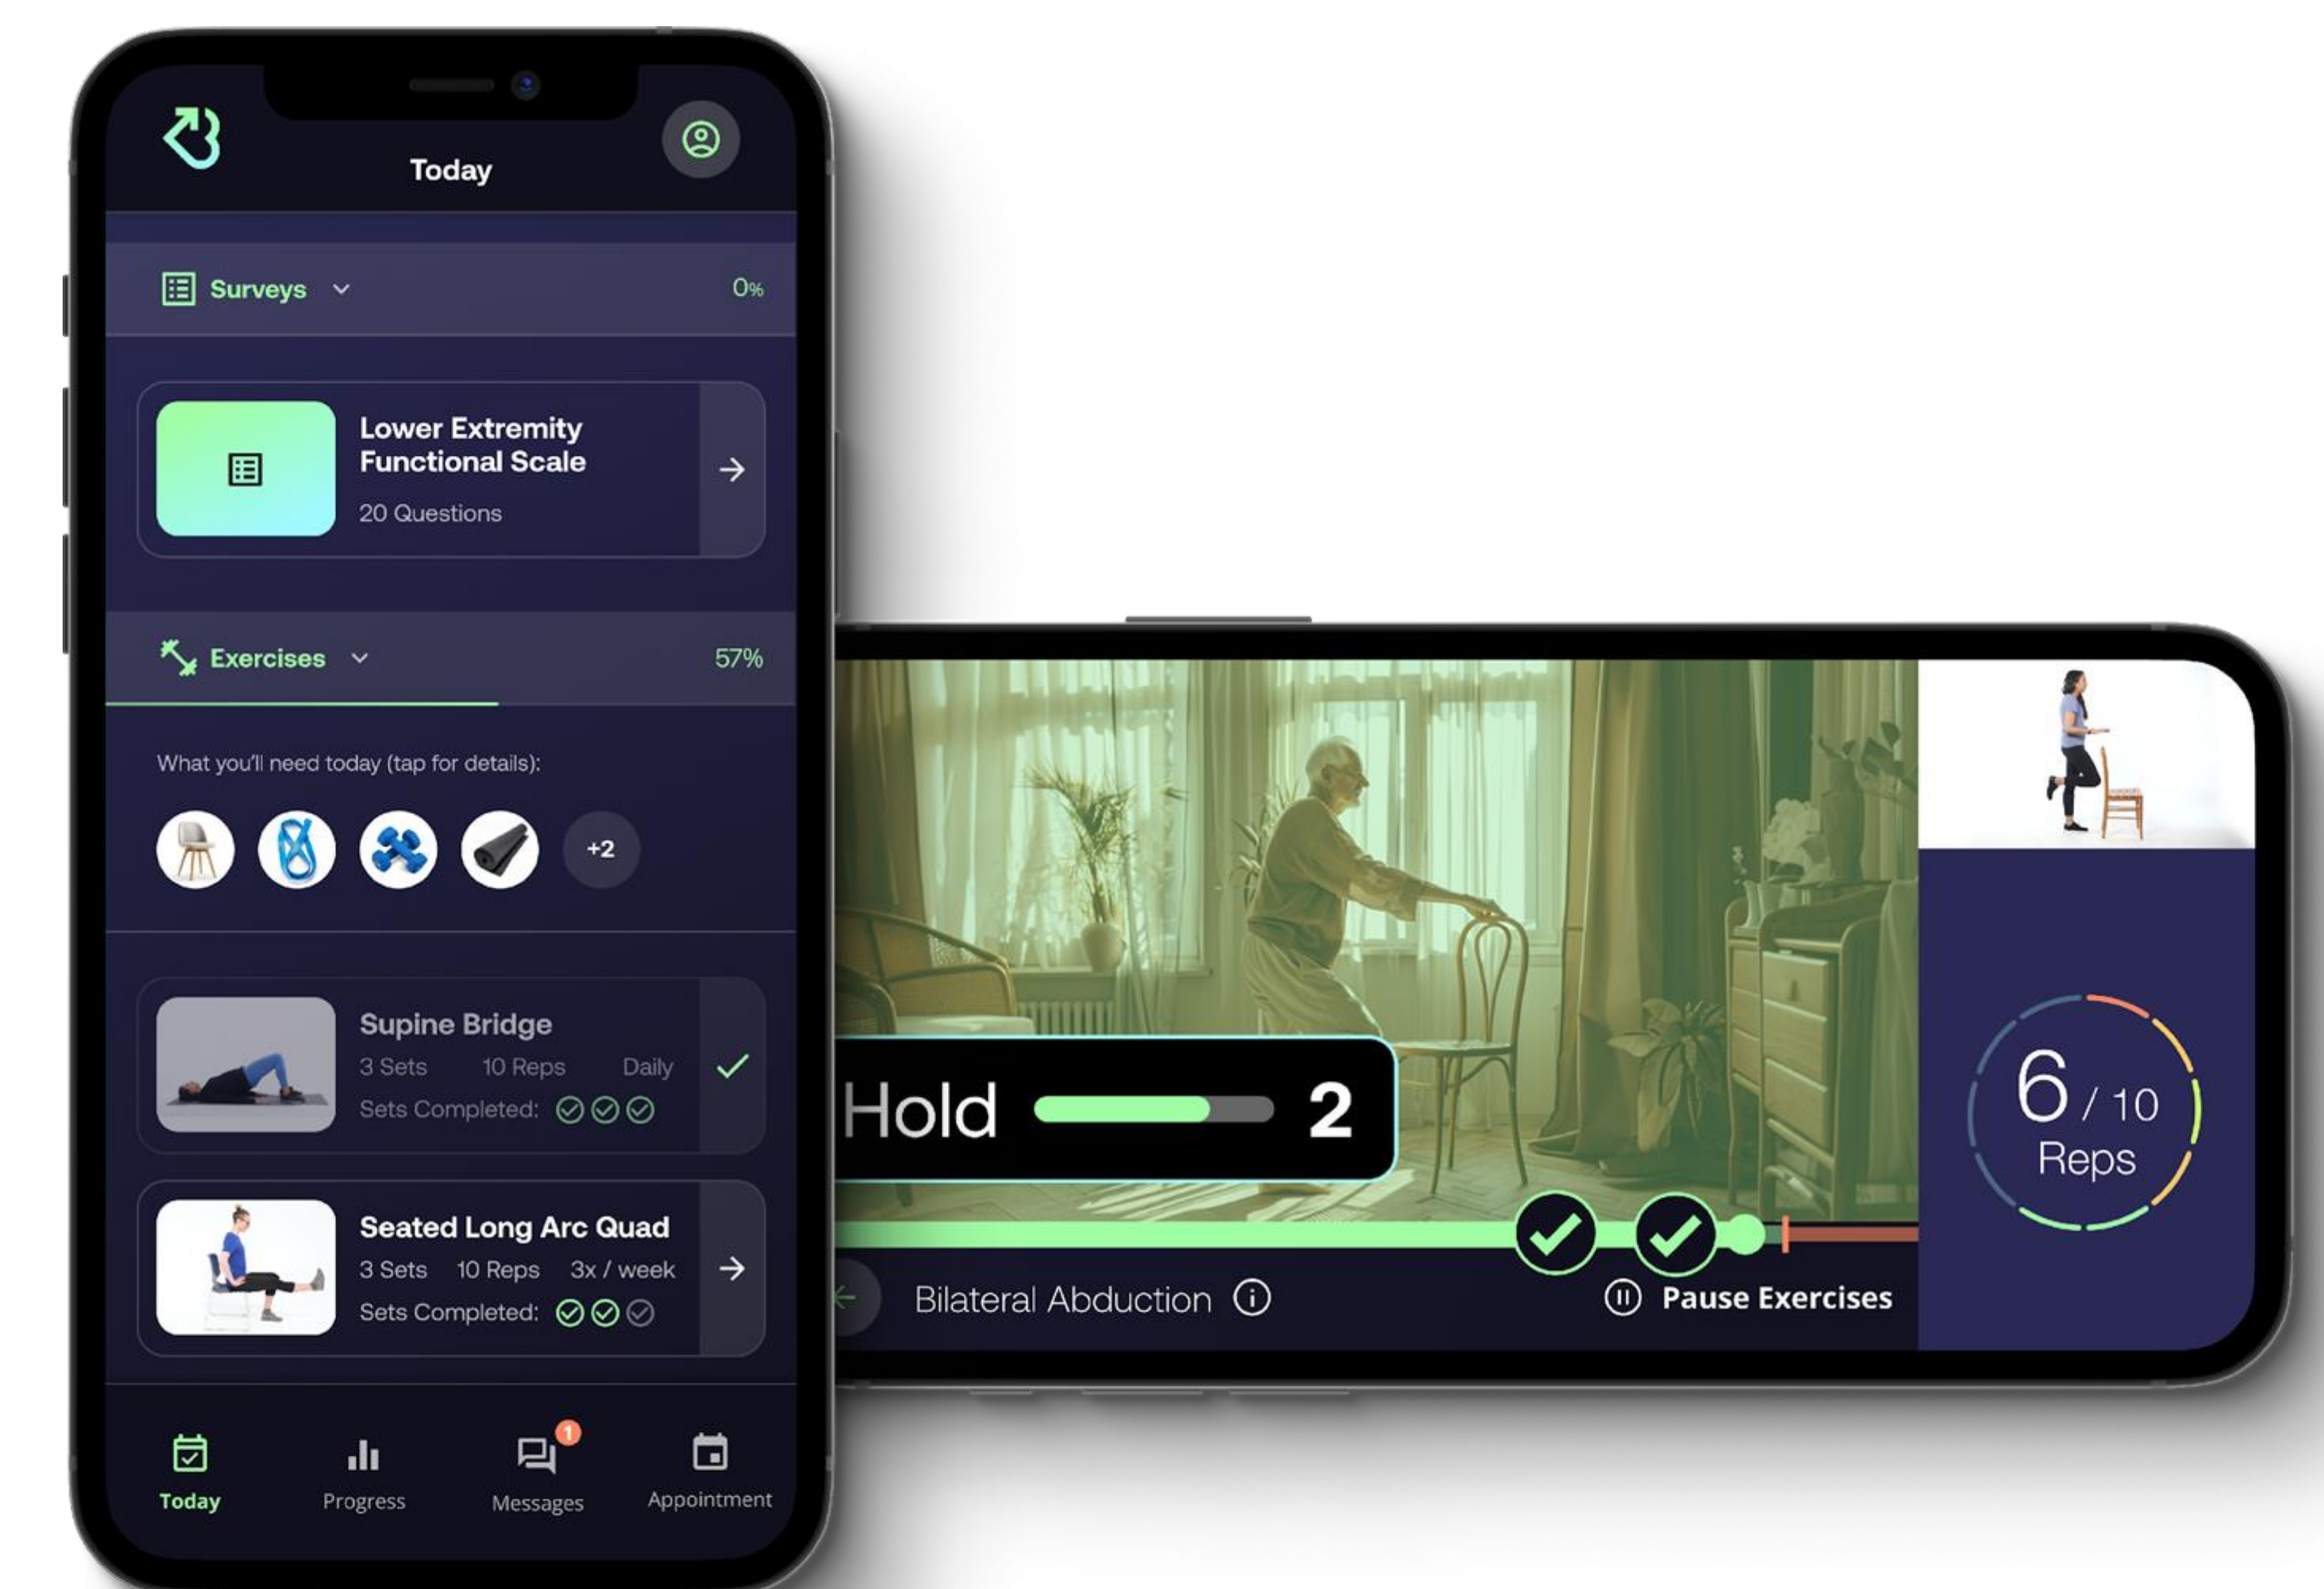 Today
Surveys
0%
Lower Extremity
Functional Scale
20 Questions
Exercises
57%
What you'll need today (tap for details):
+2
Supine Bridge
3 Sets 10 Reps Daily
Sets Completed:
Seated Long Arc Quad
3 Sets 10 Reps 3x / week
Sets Completed:
Today
Progress
1
Messages
Appointment
Hold 2
Bilateral Abduction
Pause Exercises
6 / 10
Reps